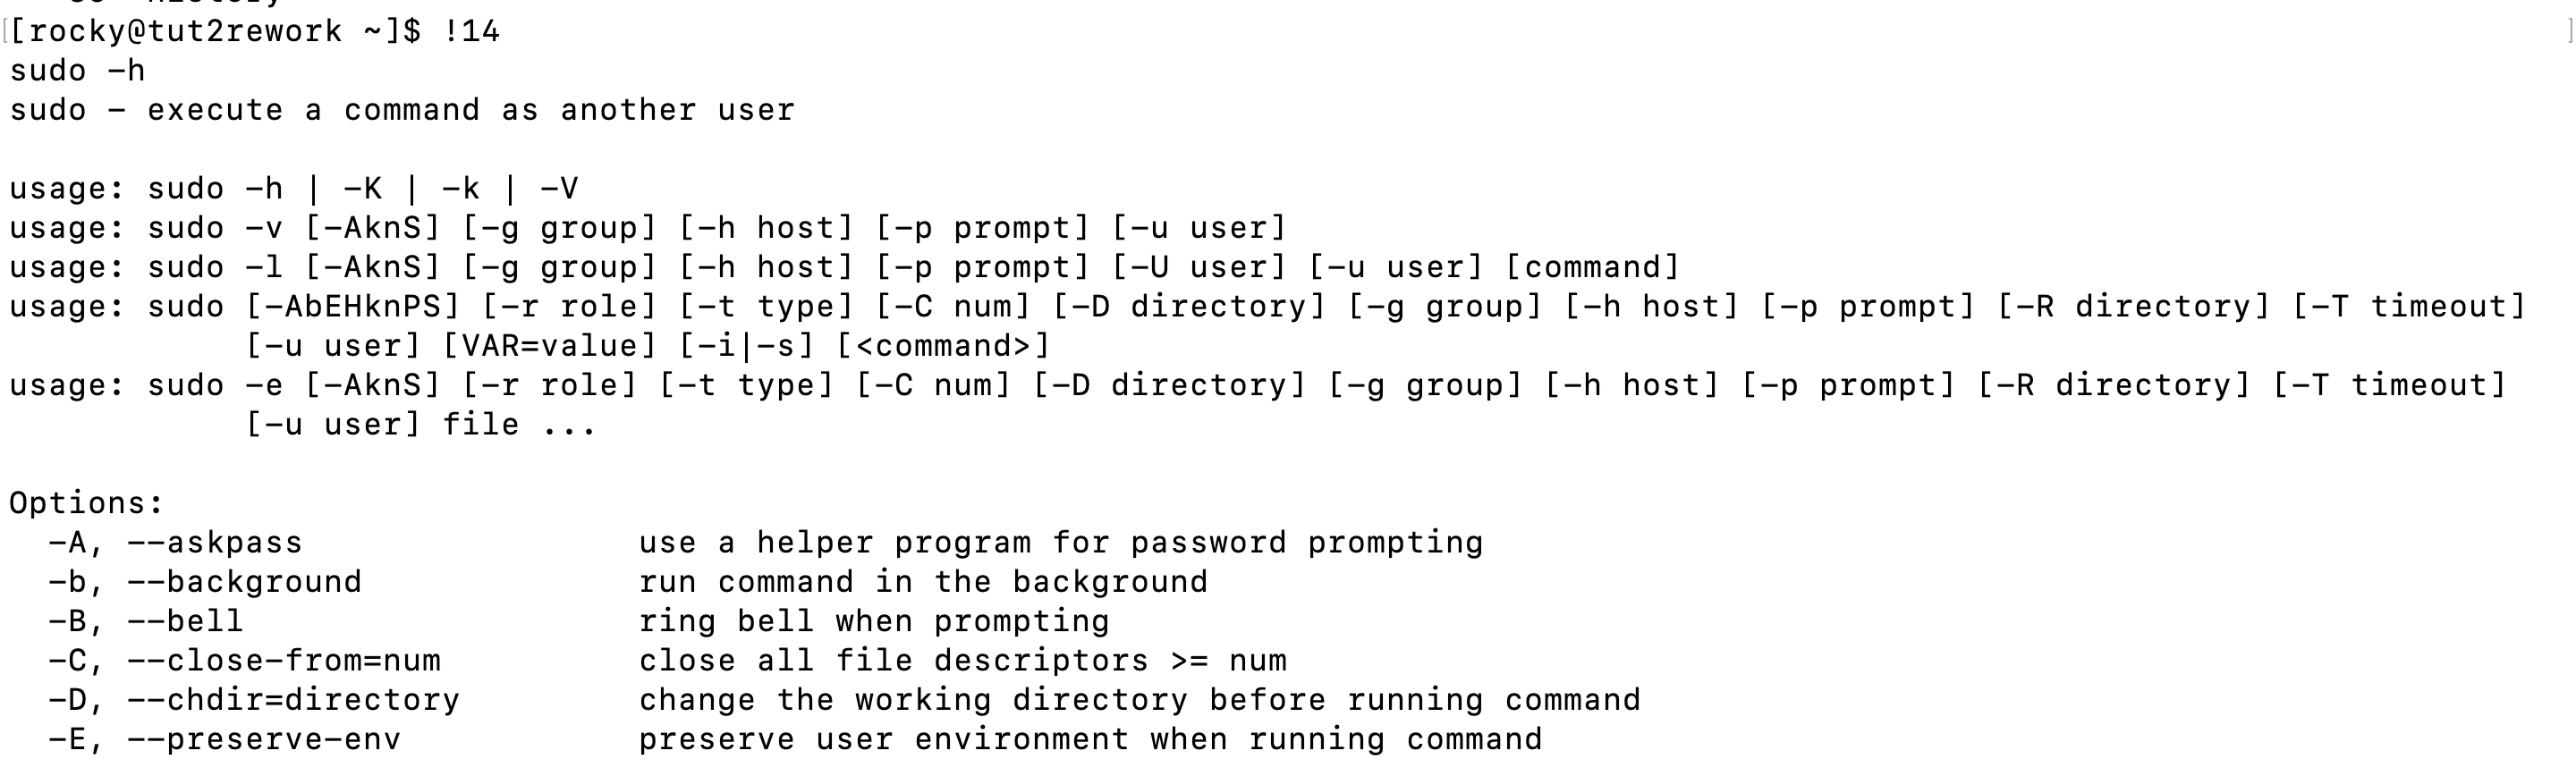 [rocky@tut2rework ~]$ !14
sudo -h
sudo - execute a command as another user
usage: sudo -h | -K | -k | -V
usage: sudo -v [-AknS] [-g group] [-h host] [-p prompt] [-u user]
usage: sudo -l [-AknS] [-g group] [-h host] [-p prompt] [-U user] [-u user] [command]
usage: sudo [-AbEHknPS] [-r role] [-t type] [-C num] [-D directory] [-g group] [-h host] [-p prompt] [-R directory] [-T timeout]
[-u user] [VAR=value] [-i|-s] [<command>]
usage: sudo -e [-AknS] [-r role] [-t type] [-C num] [-D directory] [-g group] [-h host] [-p prompt] [-R directory] [-T timeout]
[-u user] file ...
Options:
-A, --askpass use a helper program for password prompting
-b, --background run command in the background
-B, --bell ring bell when prompting
-C, --close-from=num close all file descriptors >= num
-D, --chdir=directory change the working directory before running command
-E, --preserve-env preserve user environment when running command